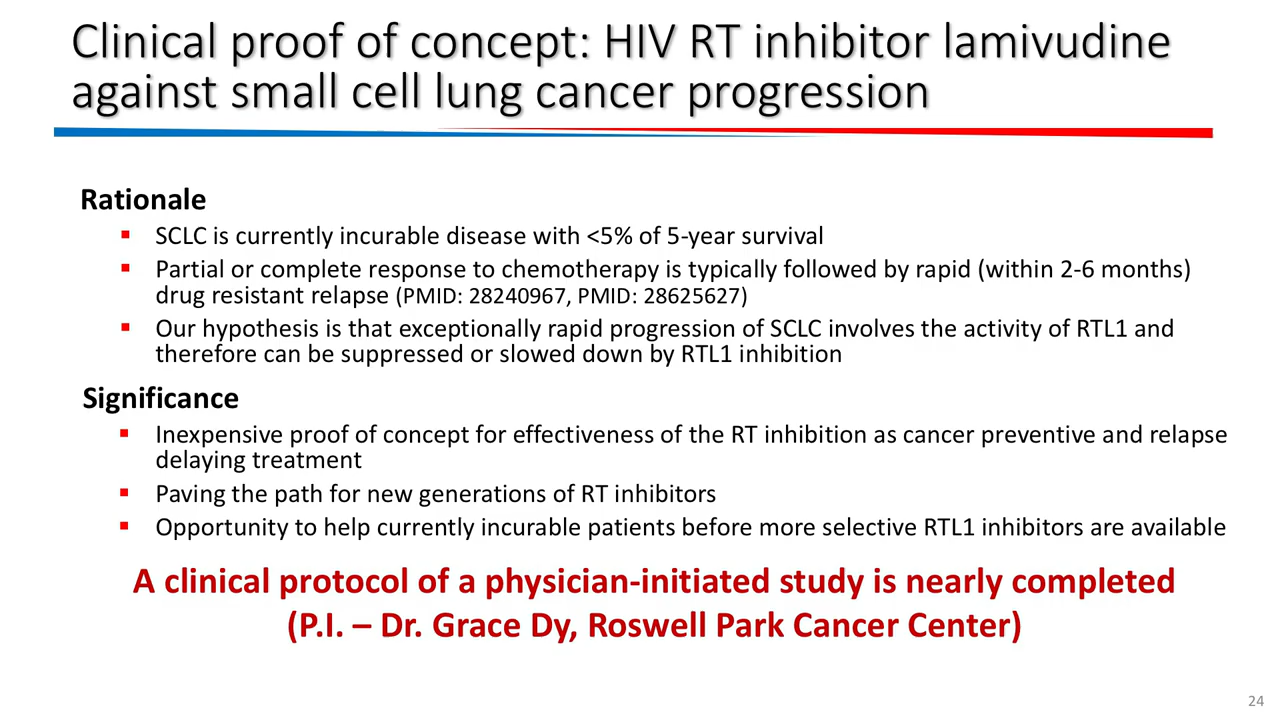 Clinical proof of concept: HIV RT inhibitor lamivudine
against small cell lung cancer progression
Rationale
▪ SCLC is currently incurable disease with <5% of 5-year survival
▪ Partial or complete response to chemotherapy is typically followed by rapid (within 2-6 months)
drug resistant relapse (PMID: 28240967, PMID: 28625627)
▪ Our hypothesis is that exceptionally rapid progression of SCLC involves the activity of RTL1 and
therefore can be suppressed or slowed down by RTL1 inhibition
Significance
▪ Inexpensive proof of concept for effectiveness of the RT inhibition as cancer preventive and relapse
delaying treatment
▪ Paving the path for new generations of RT inhibitors
▪ Opportunity to help currently incurable patients before more selective RTL1 inhibitors are available
A clinical protocol of a physician-initiated study is nearly completed
(P.I. – Dr. Grace Dy, Roswell Park Cancer Center)
24